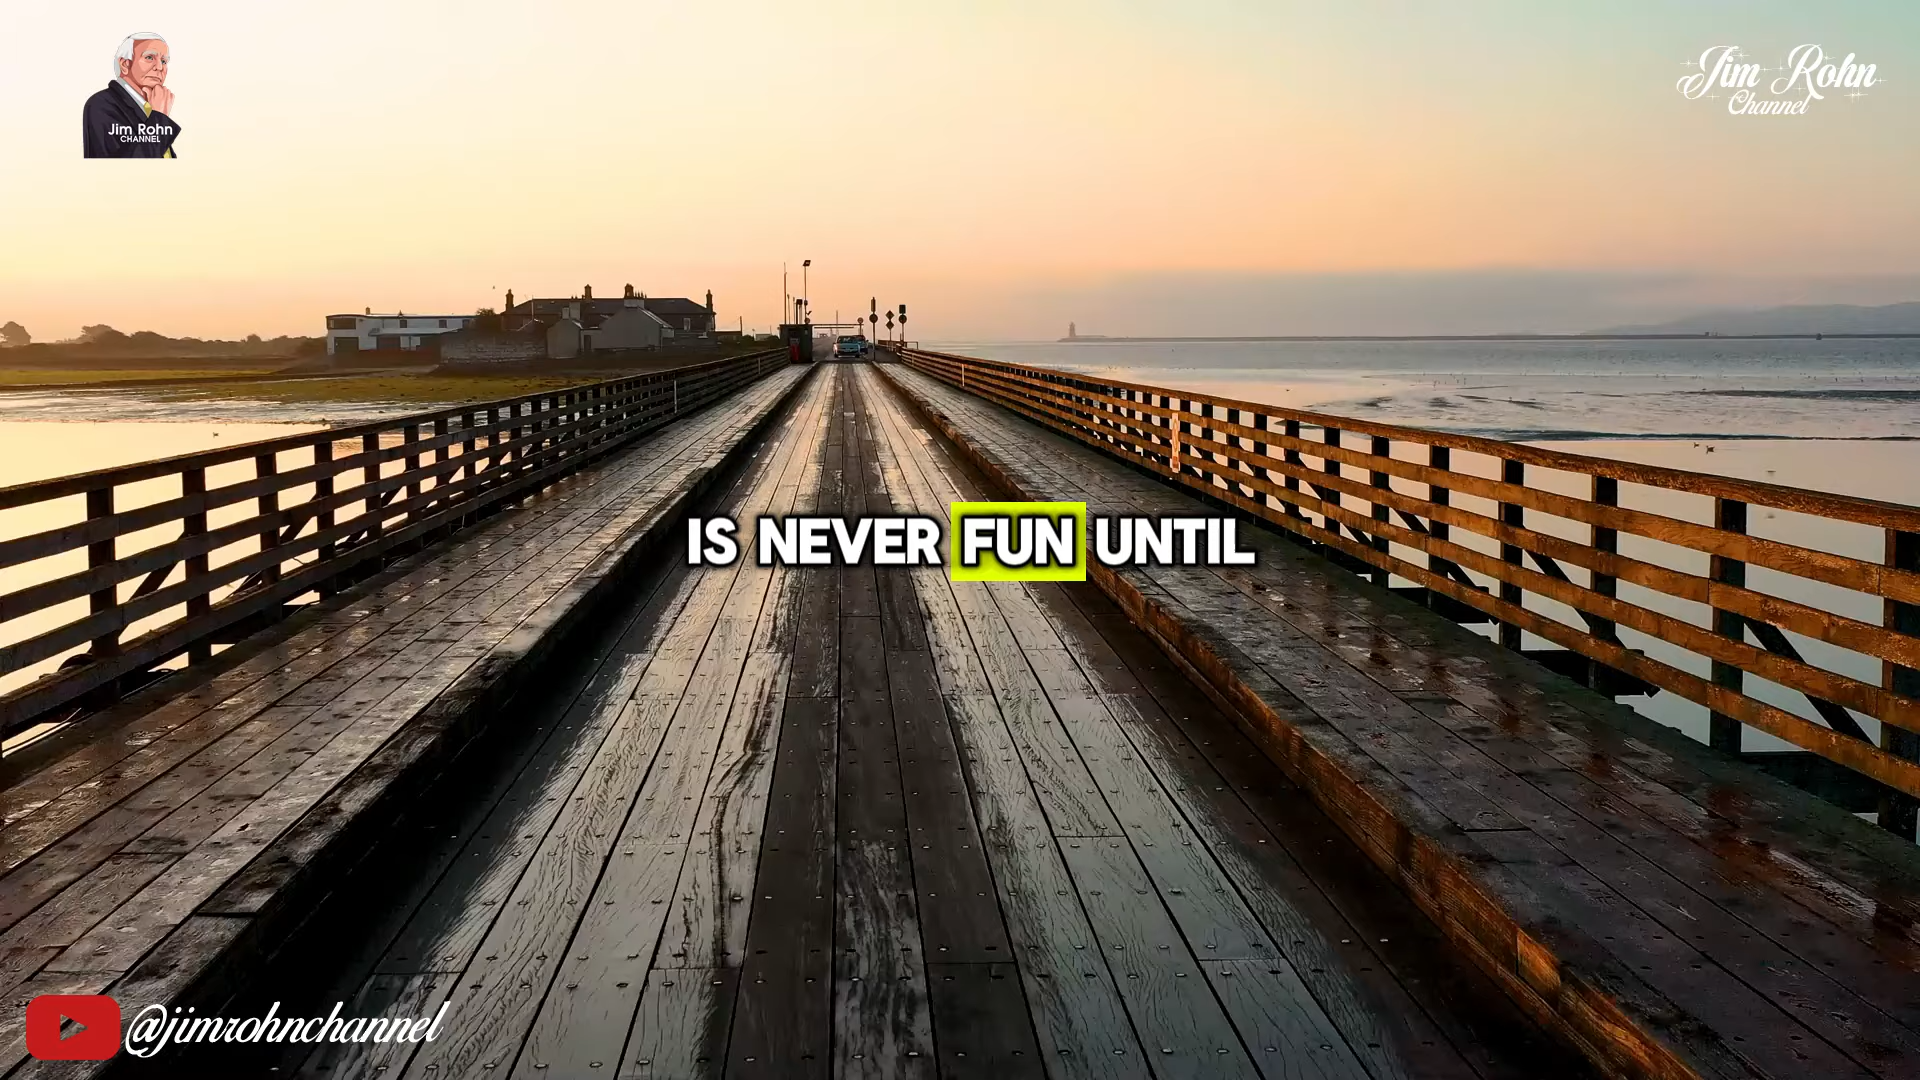 Jim Rohn
CHANNEL
Jim Rohn
Channel
IS NEVER FUN UNTIL
@jimrohnchannel